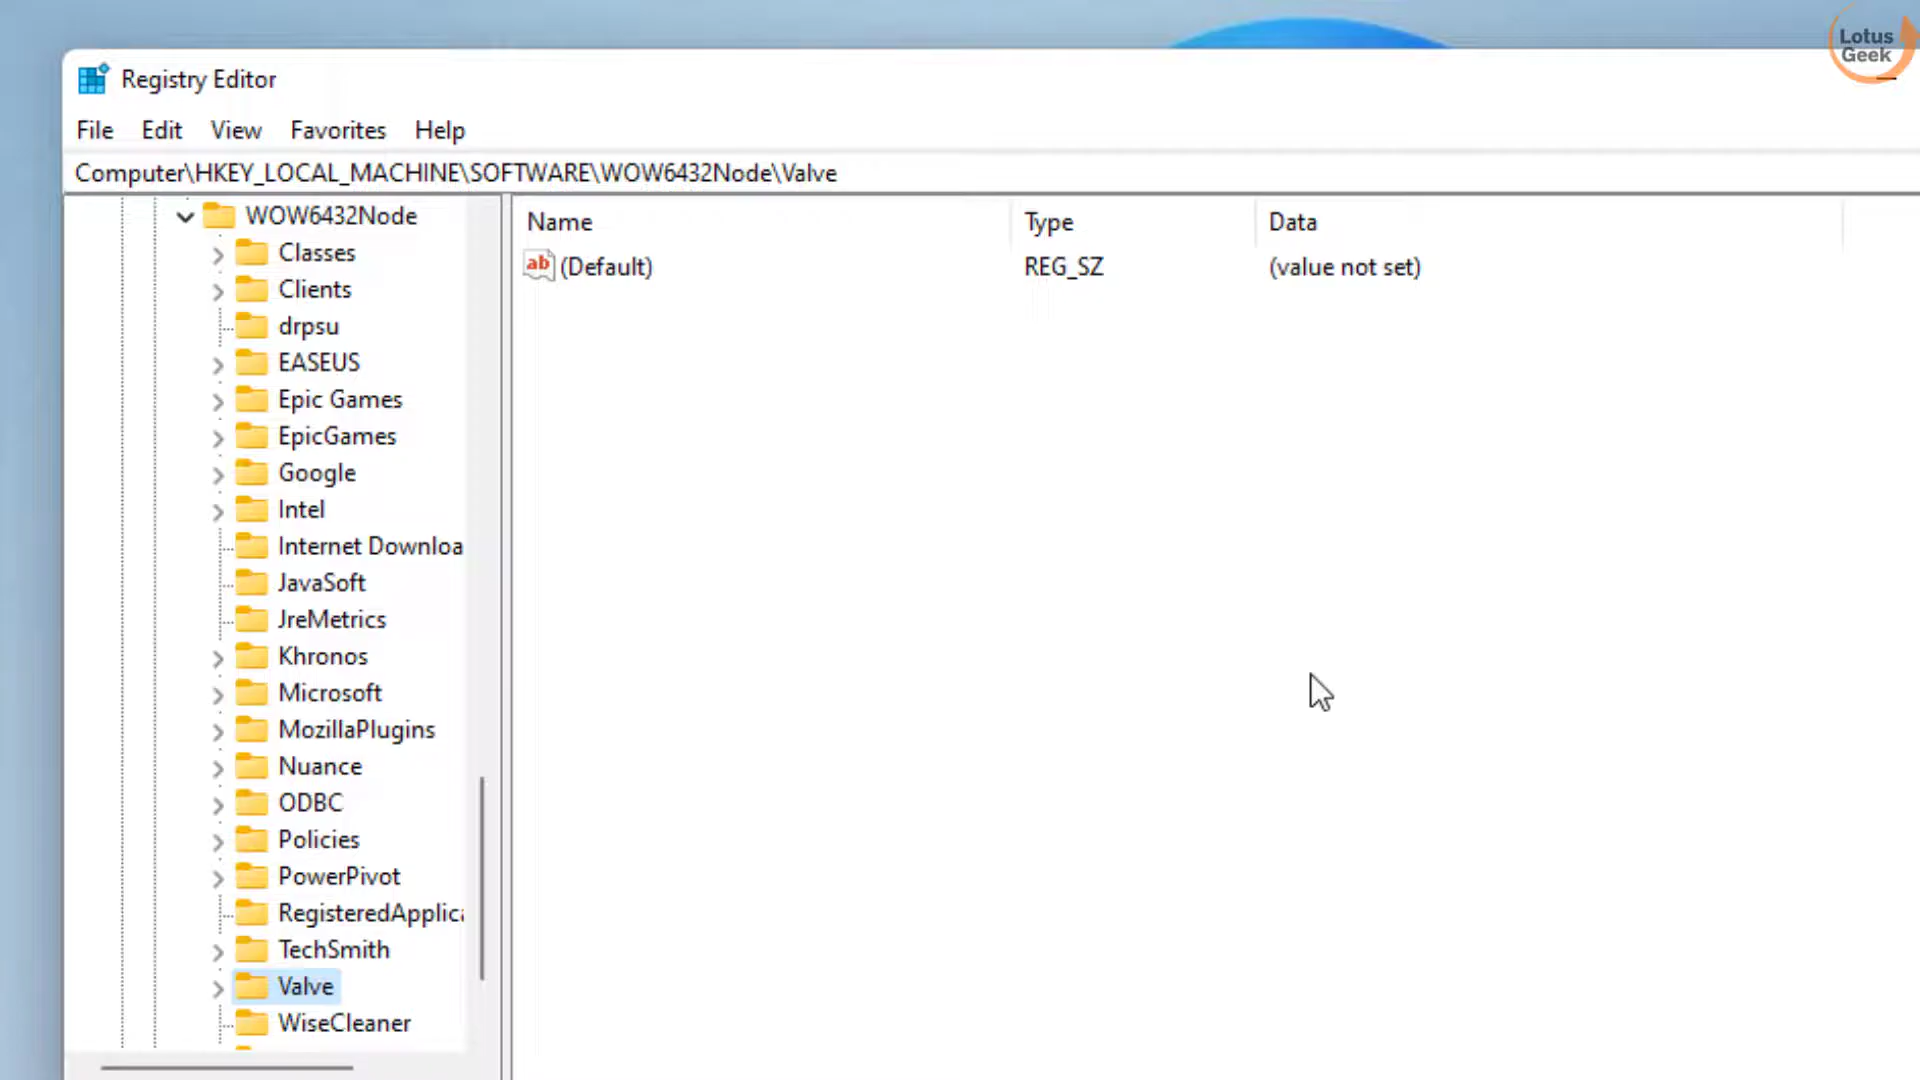 Lotus
Geek
Registry Editor
File Edit View Favorites Help
Computer\HKEY_LOCAL_MACHINE\SOFTWARE\WOW6432Node\Valve
WOW6432Node
Classes
Clients
drpsu
EASEUS
Epic Games
EpicGames
Google
Intel
Internet Downloa
JavaSoft
JreMetrics
Khronos
Microsoft
MozillaPlugins
Nuance
ODBC
Policies
PowerPivot
RegisteredApplica
TechSmith
Valve
WiseCleaner
Name Type Data
ab (Default) REG_SZ (value not set)